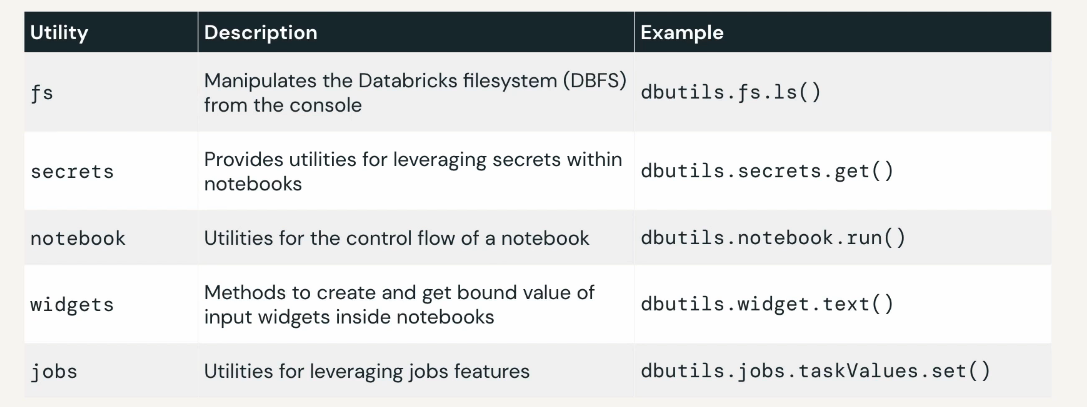 Utility Description Example
fs Manipulates the Databricks filesystem (DBFS) from the console dbutils.fs.ls()
secrets Provides utilities for leveraging secrets within notebooks dbutils.secrets.get()
notebook Utilities for the control flow of a notebook dbutils.notebook.run()
widgets Methods to create and get bound value of input widgets inside notebooks dbutils.widget.text()
jobs Utilities for leveraging jobs features dbutils.jobs.taskValues.set()